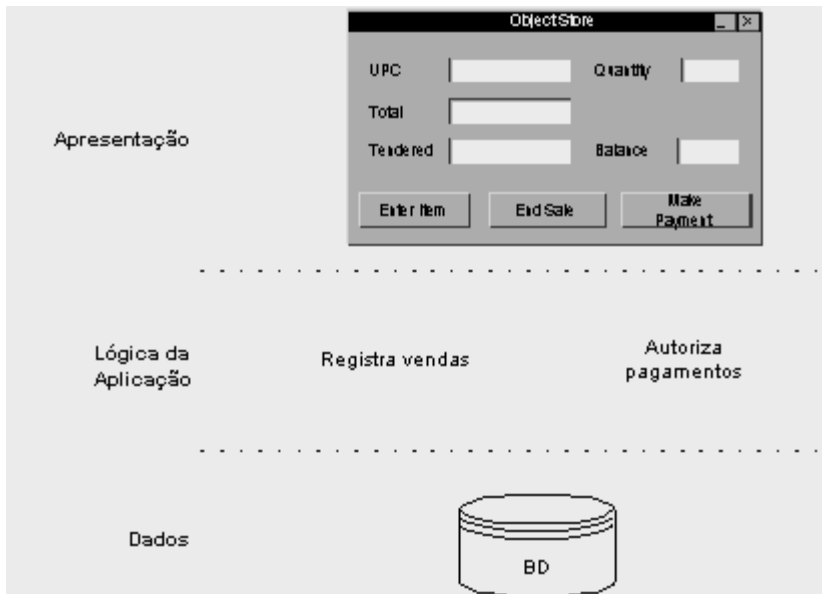 ObjectStore
UPC
Quantity
Total
Apresentação
Tendered
Balance
Enter Item
End Sale
Make
Payment
Lógica da
Aplicação
Registra vendas
Autoriza
pagamentos
Dados
BD